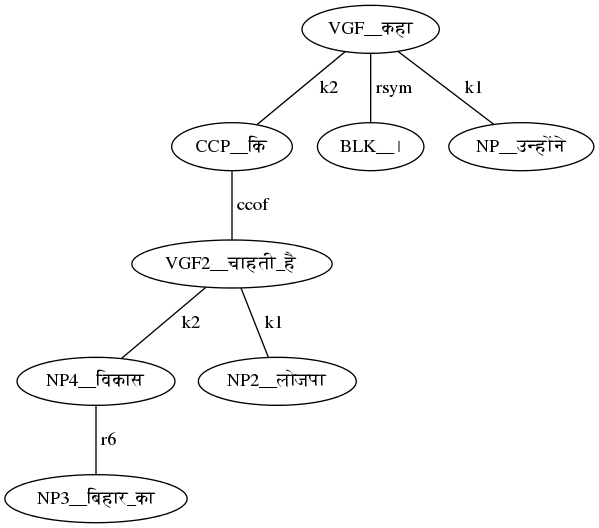 VGF__कहा
k2
rsym
k1
CCP__कि
BLK__।
NP__उन्होंने
ccof
VGF2__चाहती_है
k2
k1
NP4__विकास
NP2__लोजपा
r6
NP3__बिहार_का